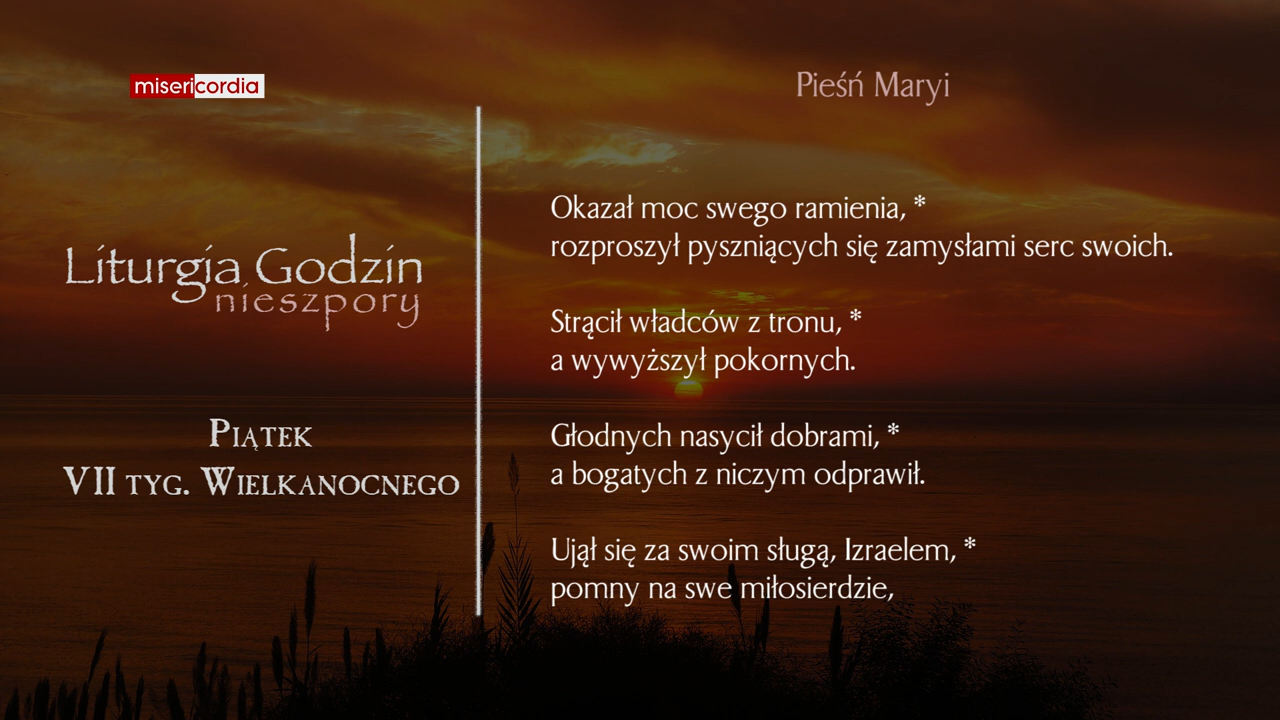 misericordia
Liturgia Godzin
nieszpory
Piątek
VII tyg. Wielkanocnego
Pieśń Maryi
Okazał moc swego ramienia, *
rozproszył pyszniących się zamysłami serc swoich.
Strącił władców z tronu, *
a wywyższył pokornych.
Głodnych nasycił dobrami, *
a bogatych z niczym odprawił.
Ujął się za swoim sługą, Izraelem, *
pomny na swe miłosierdzie,